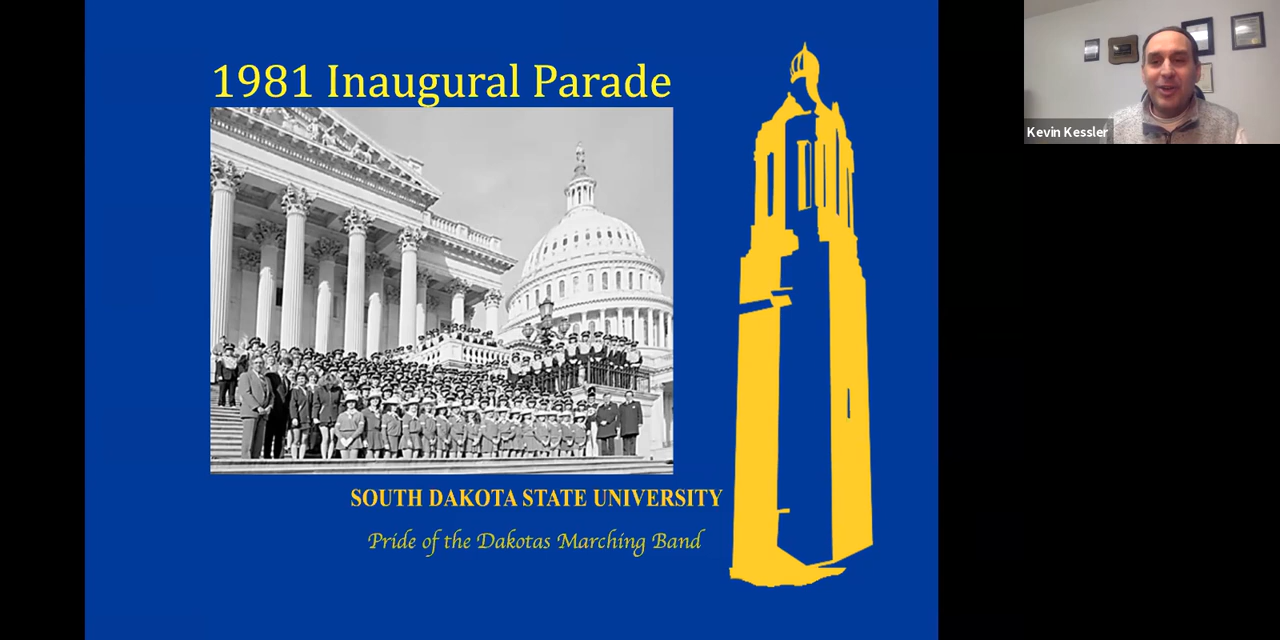 1981 Inaugural Parade
Kevin Kessler
SOUTH DAKOTA STATE UNIVERSITY
Pride of the Dakotas Marching Band